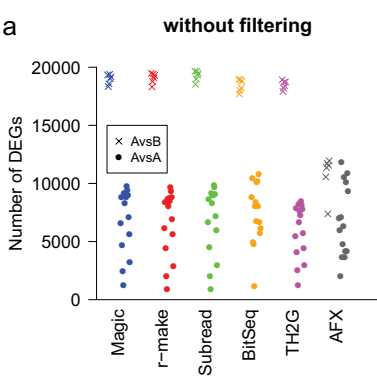 a
without filtering
Number of DEGs
20000
15000
10000
5000
0
AvsB
AvsA
Magic
r-make
Subread
BitSeq
TH2G
AFX